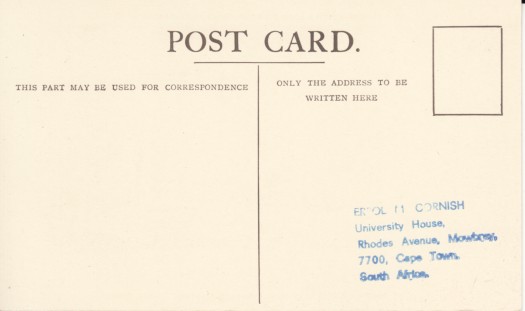 POST CARD.
THIS PART MAY BE USED FOR CORRESPONDENCE
ONLY THE ADDRESS TO BE
WRITTEN HERE
CORNISH
University House,
Rhodes Avenue, Mowbray,
7700, Cape Town.
South Africa.